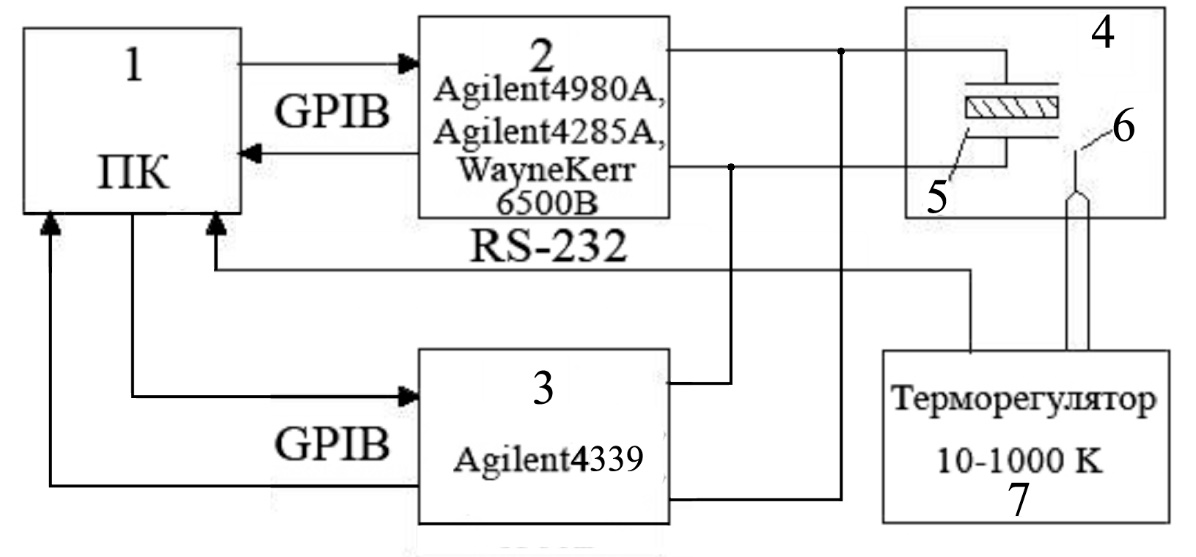 1
ПК
GPIB
2
Agilent4980A,
Agilent4285A,
WayneKerr
6500B
RS-232
4
5
6
3
Agilent4339
GPIB
Терморегулятор
10-1000 K
7